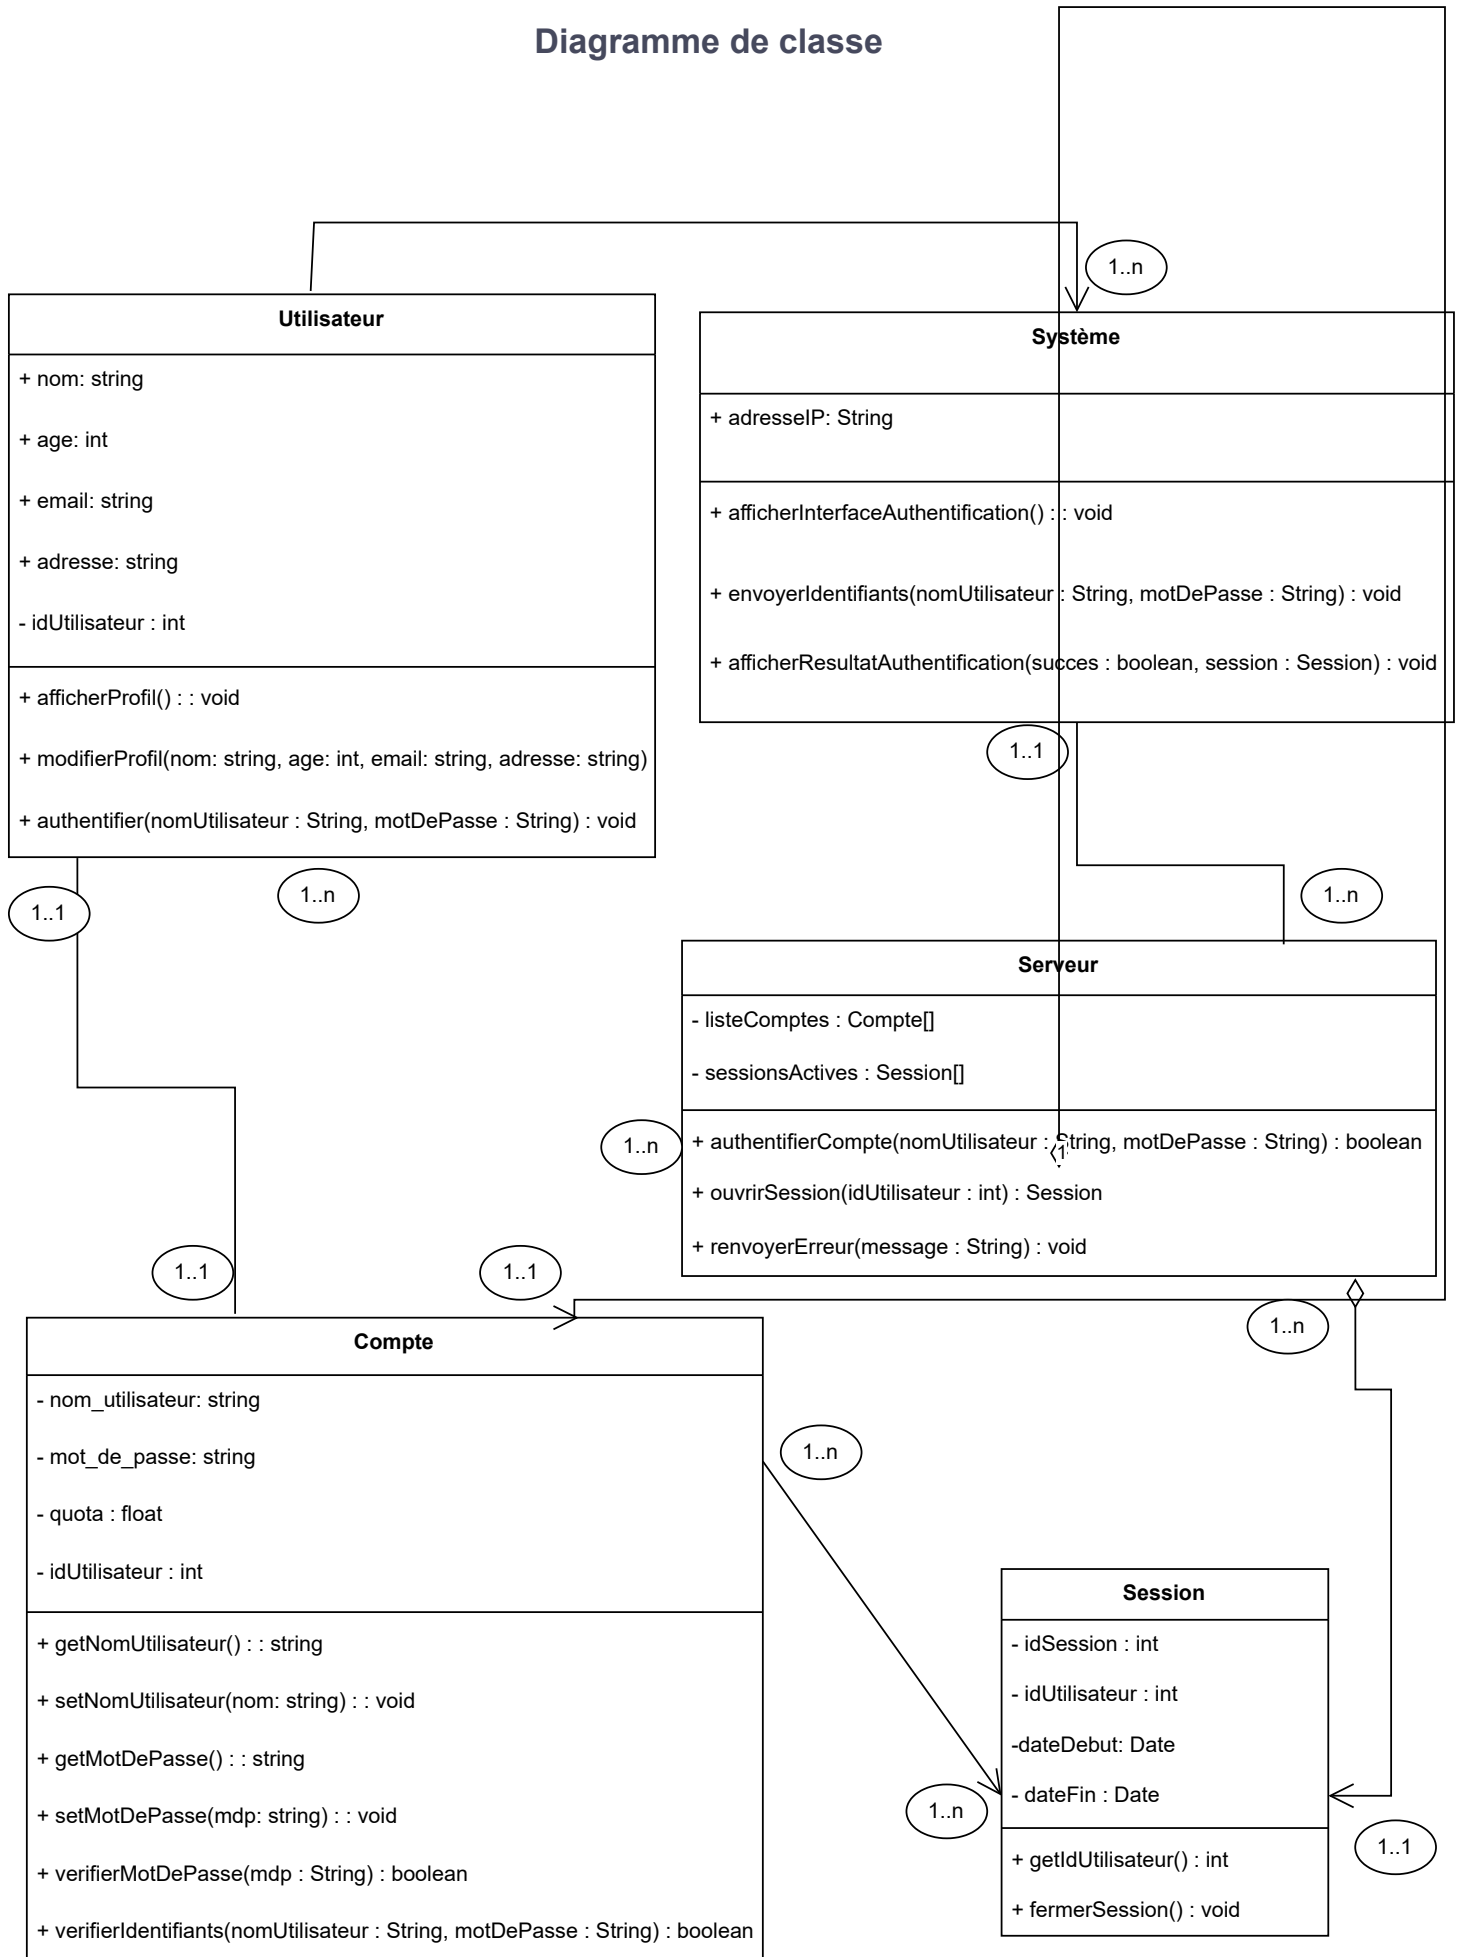 Diagramme de classe
1..n
Utilisateur
+ nom: string
+ age: int
+ email: string
+ adresse: string
- idUtilisateur : int
+ afficherProfil() : : void
+ modifierProfil(nom: string, age: int, email: string, adresse: string)
+ authentifier(nomUtilisateur : String, motDePasse : String) : void
Système
+ adresseIP: String
+ afficherInterfaceAuthentification() : : void
+ envoyerIdentifiants(nomUtilisateur : String, motDePasse : String) : void
+ afficherResultatAuthentification(succes : boolean, session : Session) : void
1..1
1..1
1..n
1..n
Serveur
- listeComptes : Compte[]
- sessionsActives : Session[]
1..n
+ authentifierCompte(nomUtilisateur : String, motDePasse : String) : boolean
1
+ ouvrirSession(idUtilisateur : int) : Session
+ renvoyerErreur(message : String) : void
1..1
1..1
1..n
Compte
- nom_utilisateur: string
- mot_de_passe: string
- quota : float
- idUtilisateur : int
+ getNomUtilisateur() : : string
+ setNomUtilisateur(nom: string) : : void
+ getMotDePasse() : : string
+ setMotDePasse(mdp: string) : : void
+ verifierMotDePasse(mdp : String) : boolean
+ verifierIdentifiants(nomUtilisateur : String, motDePasse : String) : boolean
1..n
Session
- idSession : int
- idUtilisateur : int
-dateDebut: Date
- dateFin : Date
+ getIdUtilisateur() : int
+ fermerSession() : void
1..n
1..1